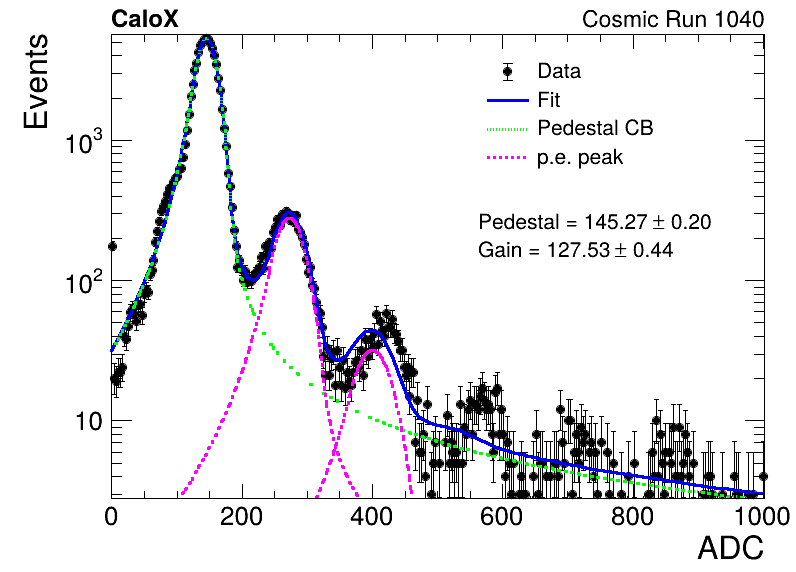 CaloX
Cosmic Run 1040
Events
Data
Fit
Pedestal CB
p.e. peak
Pedestal = 145.27 ± 0.20
Gain = 127.53 ± 0.44
10³
10²
10
0 200 400 600 800 1000
ADC